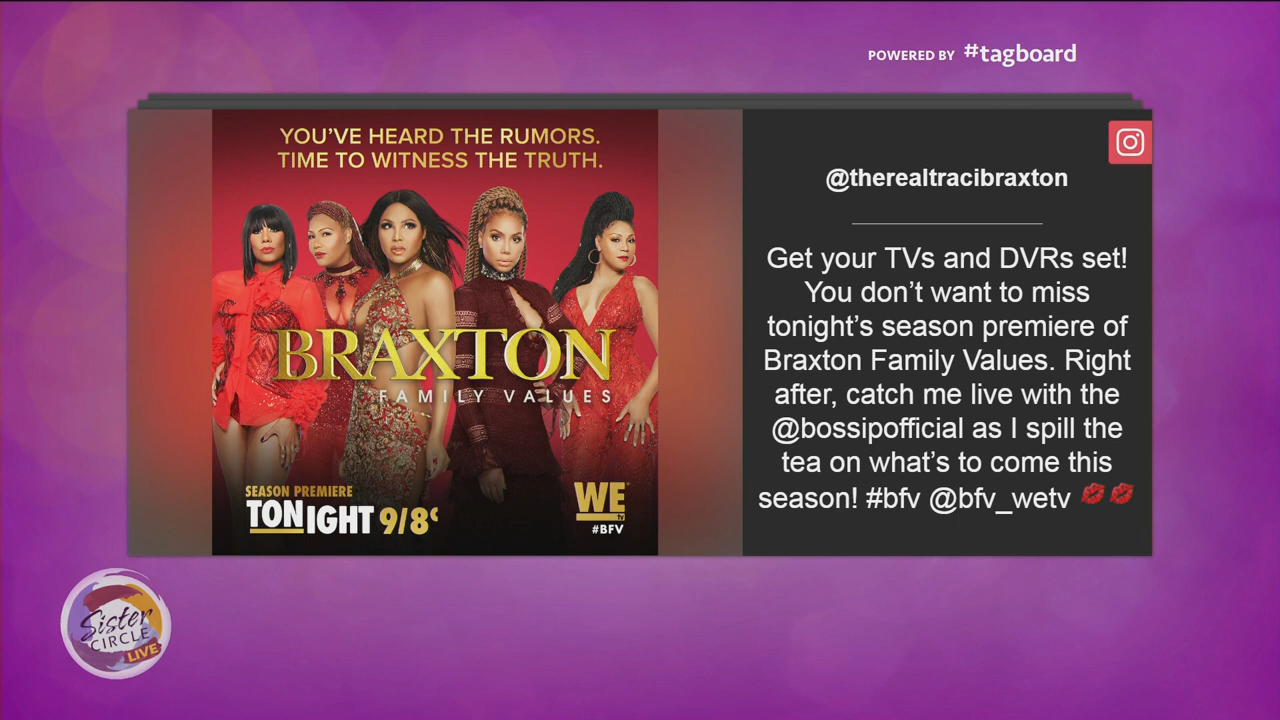 POWERED BY #tagboard
YOU'VE HEARD THE RUMORS.
TIME TO WITNESS THE TRUTH.
BRAXTON
FAMILY VALUES
SEASON PREMIERE
TONIGHT 9/8c
WE
tv
#BFV
@therealtracibraxton
Get your TVs and DVRs set!
You don't want to miss
tonight's season premiere of
Braxton Family Values. Right
after, catch me live with the
@bossipofficial as I spill the
tea on what's to come this
season! #bfv @bfv_wetv 💋💋
Sister
CIRCLE
LIVE